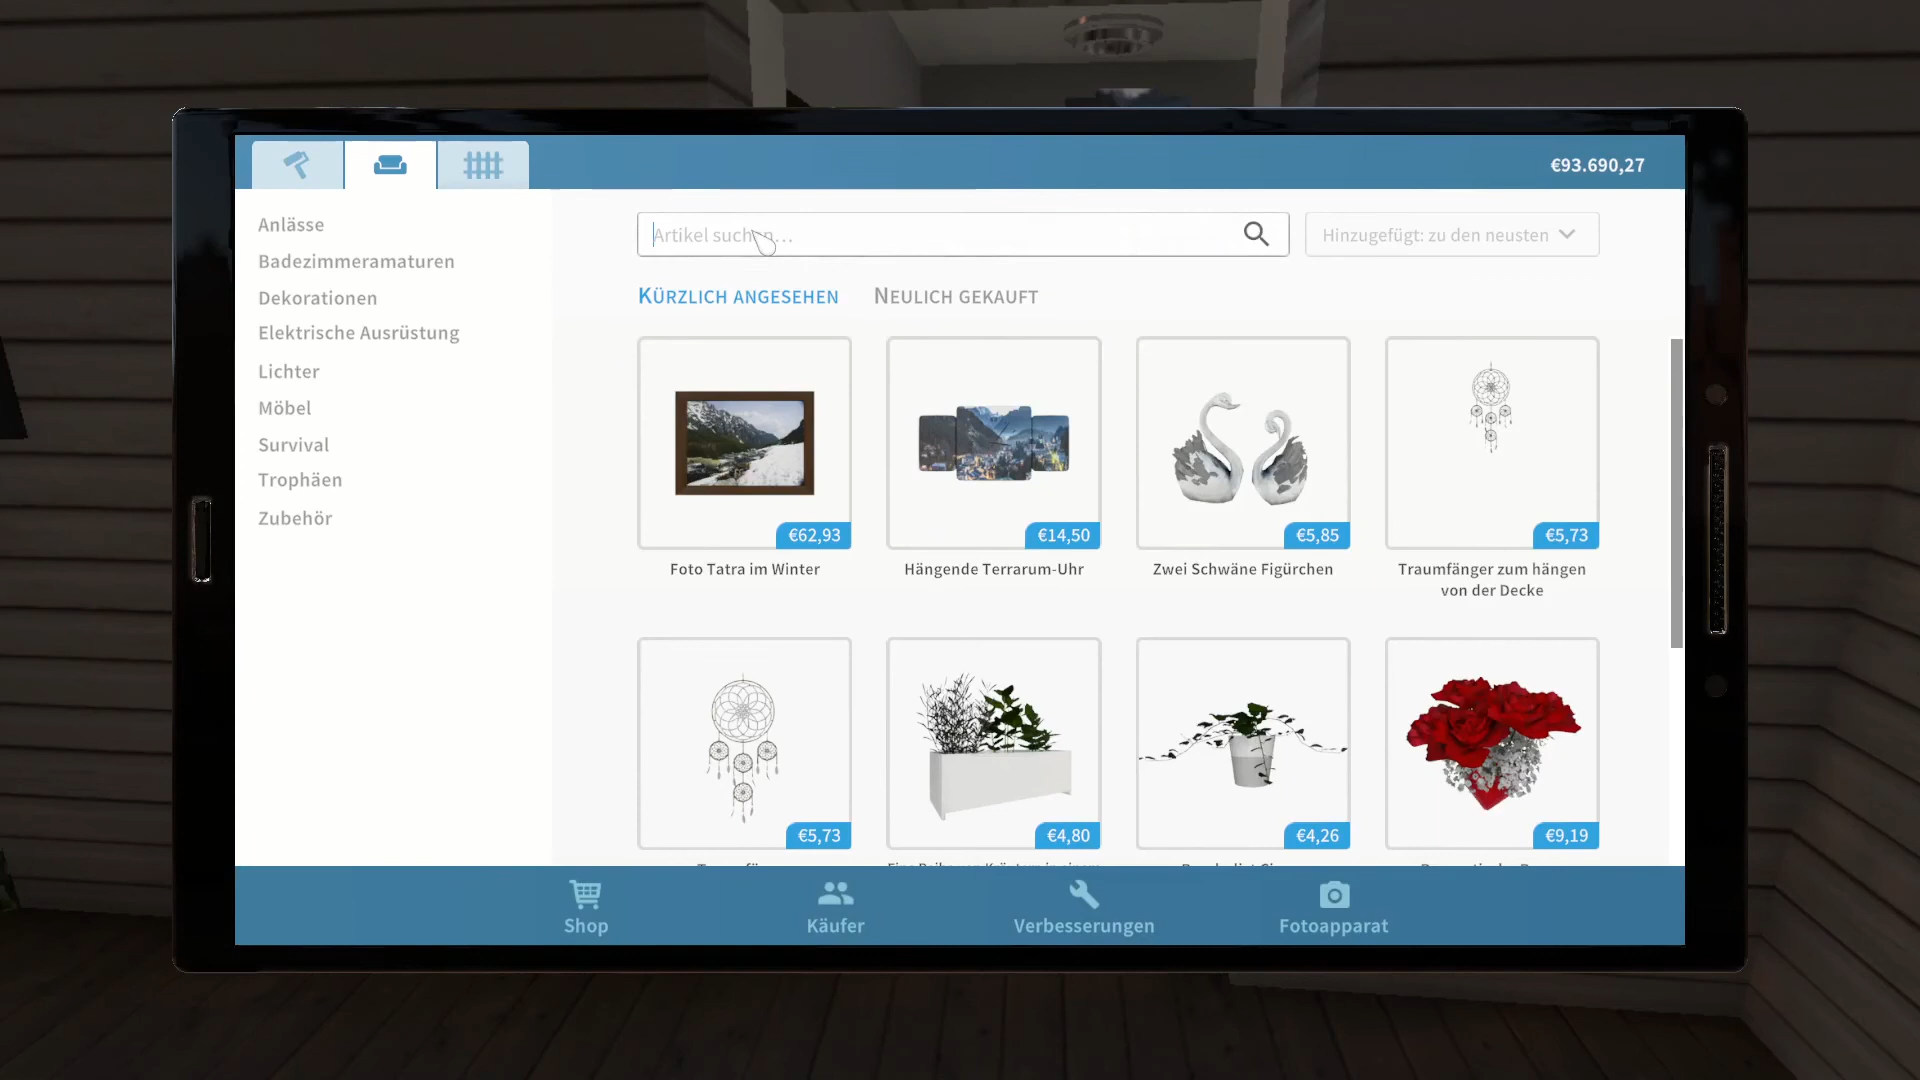 €93.690,27
Anlässe
Badezimmeramaturen
Dekorationen
Elektrische Ausrüstung
Lichter
Möbel
Survival
Trophäen
Zubehör
Artikel suchen...
Hinzugefügt: zu den neusten
KÜRZLICH ANGESEHEN
NEULICH GEKAUFT
€62,93
€14,50
€5,85
€5,73
Foto Tatra im Winter
Hängende Terrarum-Uhr
Zwei Schwäne Figürchen
Traumfänger zum hängen
von der Decke
€5,73
€4,80
€4,26
€9,19
Shop
Käufer
Verbesserungen
Fotoapparat